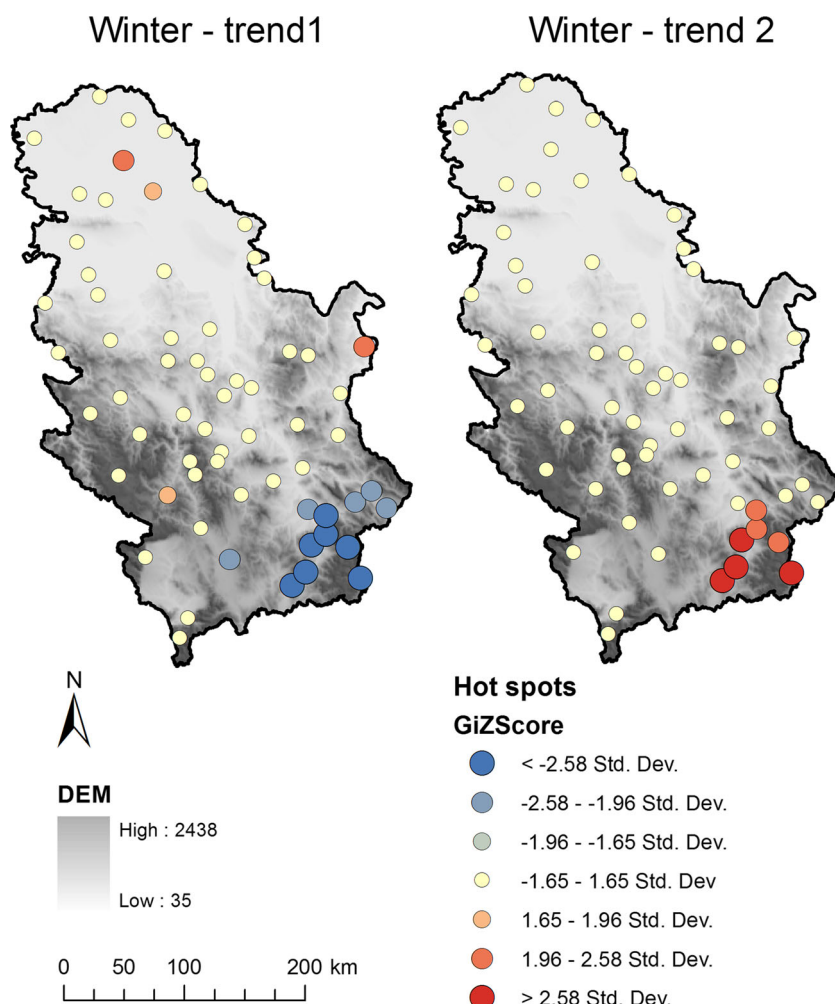 Winter - trend1
Winter - trend 2
N
DEM
High : 2438
Low : 35
0 50 100 200 km
Hot spots
GiZScore
< -2.58 Std. Dev.
-2.58 - -1.96 Std. Dev.
-1.96 - -1.65 Std. Dev.
-1.65 - 1.65 Std. Dev
1.65 - 1.96 Std. Dev.
1.96 - 2.58 Std. Dev.
> 2.58 Std. Dev.